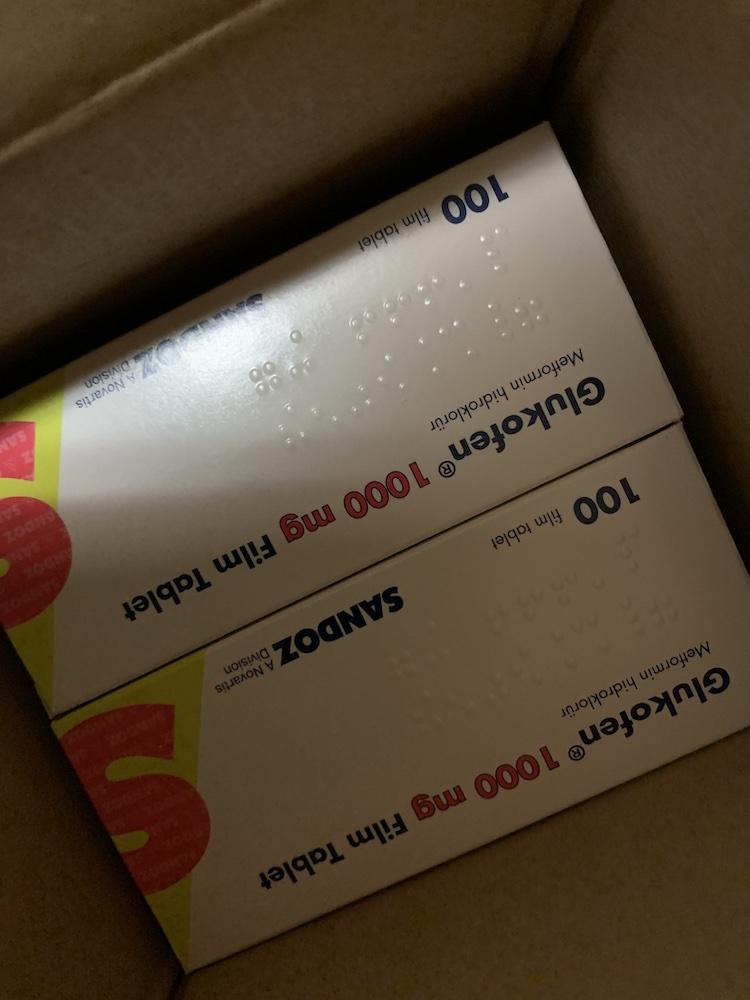 Glukofen® 1000 mg Film Tablet
Metformin hidroklorür
100 film tablet
SANDOZ A Novartis
Division
Glukofen® 1000 mg Film Tablet
Metformin hidroklorür
100 film tablet
SANDOZ A Novartis
Division